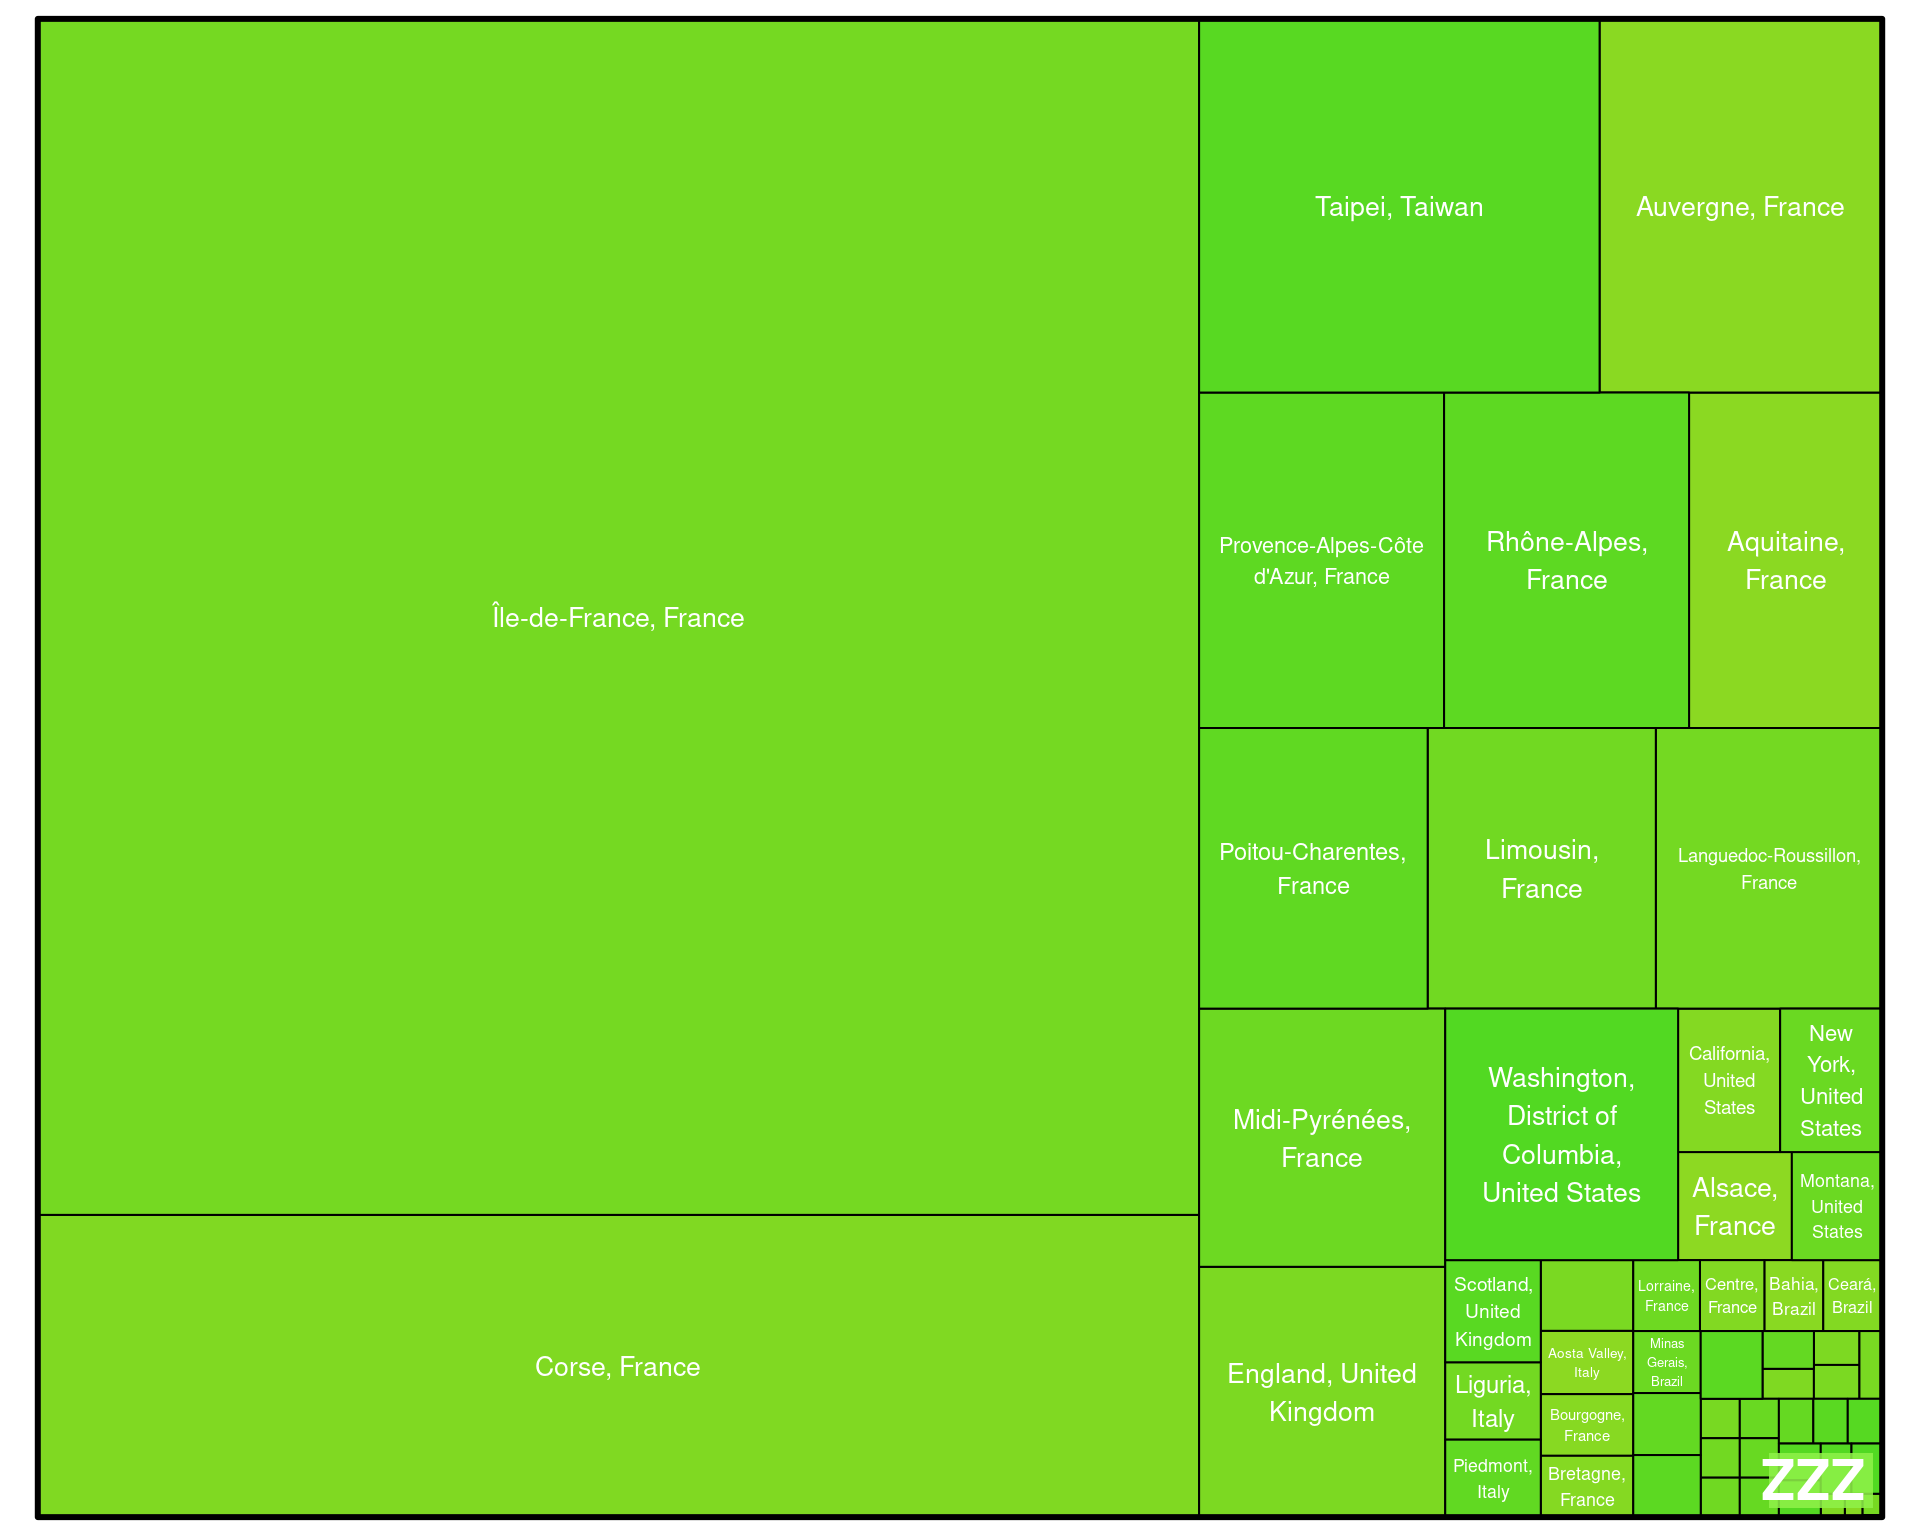 Taipei, Taiwan
Auvergne, France
Île-de-France, France
Provence-Alpes-Côte
d'Azur, France
Rhône-Alpes,
France
Aquitaine,
France
Poitou-Charentes,
France
Limousin,
France
Languedoc-Roussillon,
France
Midi-Pyrénées,
France
Washington,
District of
Columbia,
United States
California,
United
States
New
York,
United
States
Alsace,
France
Montana,
United
States
Corse, France
England, United
Kingdom
Scotland,
United
Kingdom
Liguria,
Italy
Piedmont,
Italy
Aosta Valley,
Italy
Bourgogne,
France
Bretagne,
France
Lorraine,
France
Minas
Gerais,
Brazil
Centre,
France
Bahia,
Brazil
Ceará,
Brazil
ZZZ